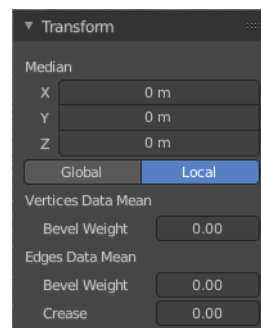 Transform
Median
X 0 m
Y 0 m
Z 0 m
Global Local
Vertices Data Mean
Bevel Weight 0.00
Edges Data Mean
Bevel Weight 0.00
Crease 0.00